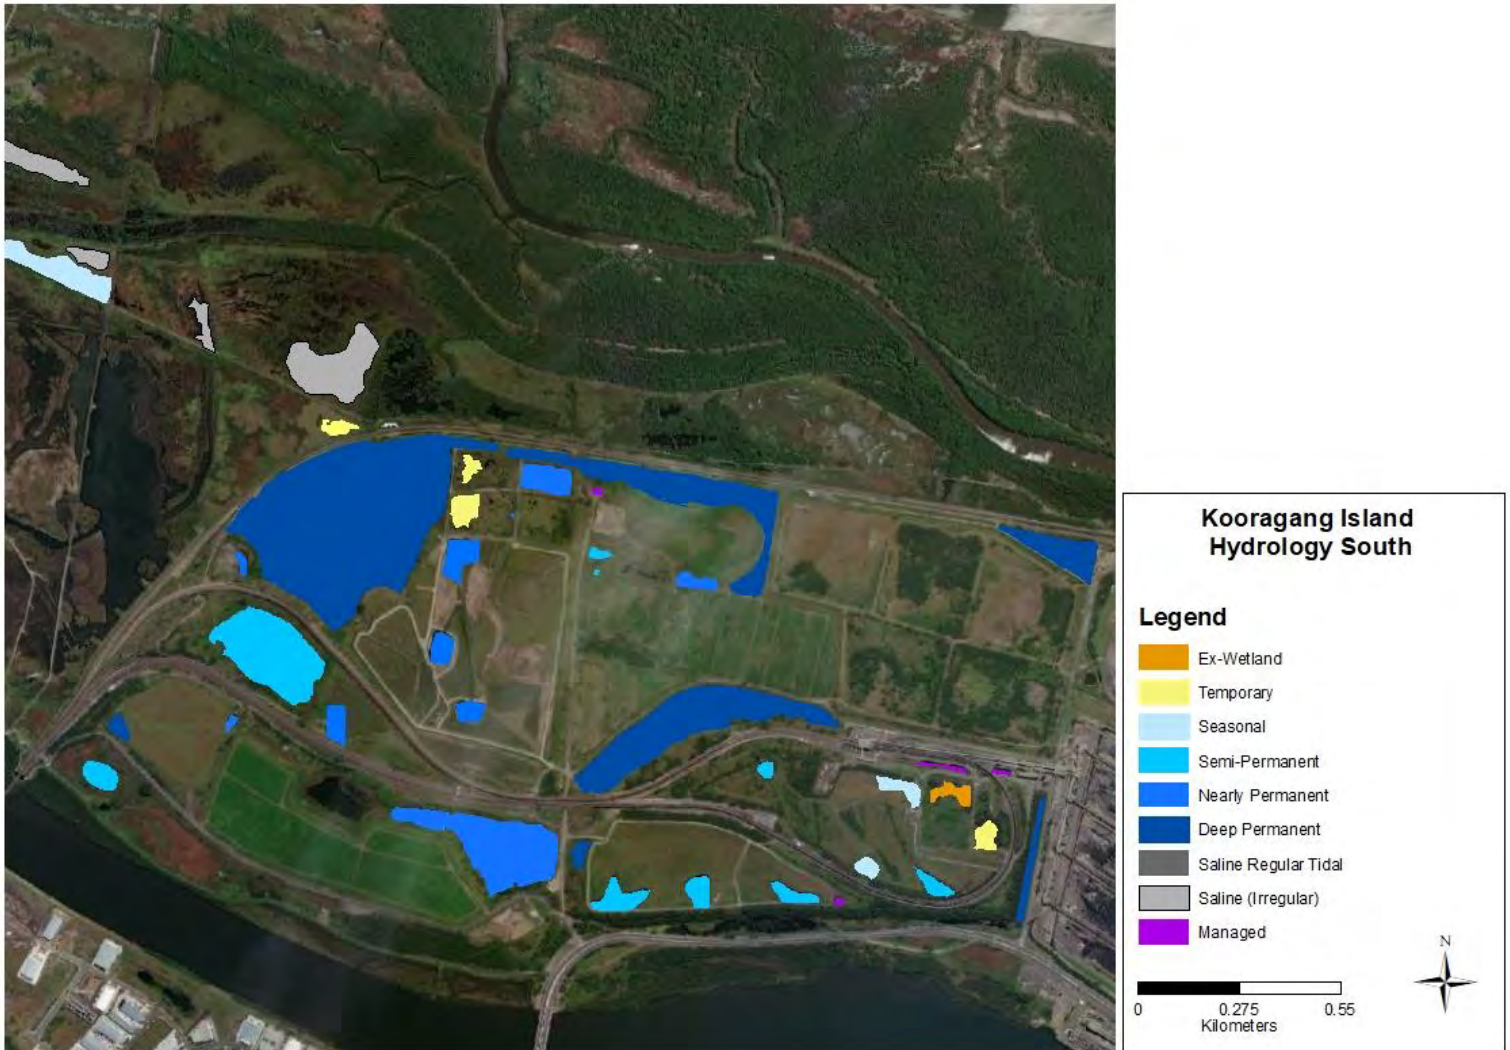 Kooragang Island
Hydrology South
Legend
Ex-Wetland
Temporary
Seasonal
Semi-Permanent
Nearly Permanent
Deep Permanent
Saline Regular Tidal
Saline (Irregular)
Managed
N
0 0.275 0.55
Kilometers